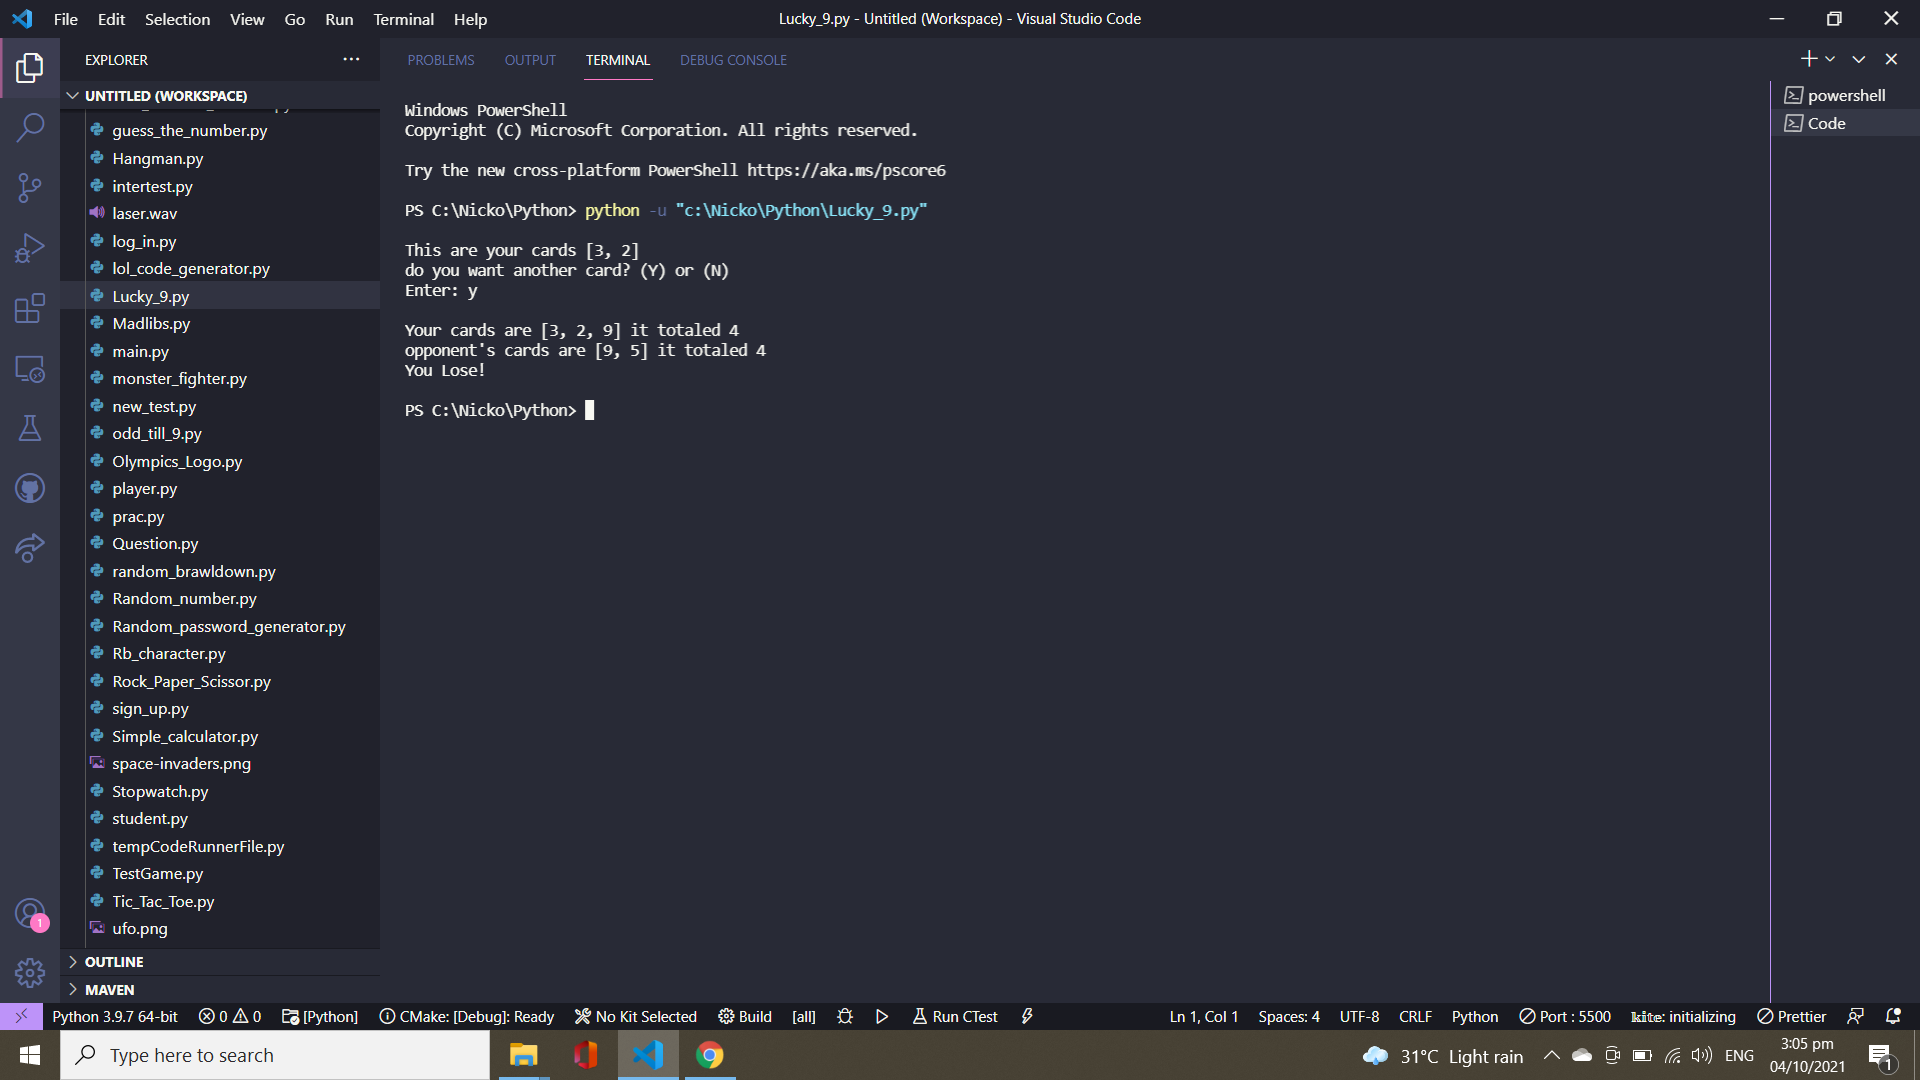 File Edit Selection View Go Run Terminal Help
Lucky_9.py - Untitled (Workspace) - Visual Studio Code
EXPLORER
UNTITLED (WORKSPACE)
guess_the_number.py
Hangman.py
intertest.py
laser.wav
log_in.py
lol_code_generator.py
Lucky_9.py
Madlibs.py
main.py
monster_fighter.py
new_test.py
odd_till_9.py
Olympics_Logo.py
player.py
prac.py
Question.py
random_brawldown.py
Random_number.py
Random_password_generator.py
Rb_character.py
Rock_Paper_Scissor.py
sign_up.py
Simple_calculator.py
space-invaders.png
Stopwatch.py
student.py
tempCodeRunnerFile.py
TestGame.py
Tic_Tac_Toe.py
ufo.png
OUTLINE
MAVEN
PROBLEMS OUTPUT TERMINAL DEBUG CONSOLE
Windows PowerShell
Copyright (C) Microsoft Corporation. All rights reserved.
Try the new cross-platform PowerShell https://aka.ms/pscore6
PS C:\Nicko\Python> python -u "c:\Nicko\Python\Lucky_9.py"
This are your cards [3, 2]
do you want another card? (Y) or (N)
Enter: y
Your cards are [3, 2, 9] it totaled 4
opponent's cards are [9, 5] it totaled 4
You Lose!
PS C:\Nicko\Python>
powershell
Code
1
Python 3.9.7 64-bit 0 0 [Python] CMake: [Debug]: Ready No Kit Selected Build [all] Run CTest Ln 1, Col 1 Spaces: 4 UTF-8 CRLF Python Port : 5500 kite: initializing Prettier
Type here to search
31°C Light rain
ENG
3:05 pm
04/10/2021
1